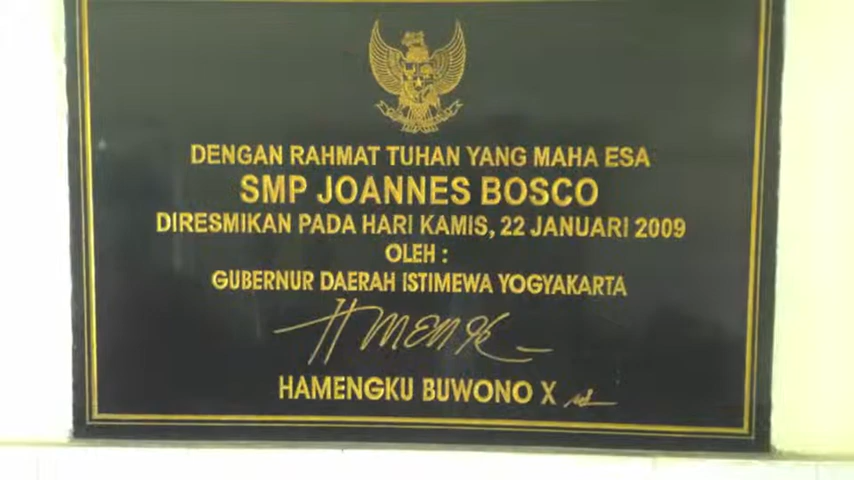 DENGAN RAHMAT TUHAN YANG MAHA ESA
SMP JOANNES BOSCO
DIRESMIKAN PADA HARI KAMIS, 22 JANUARI 2009
OLEH :
GUBERNUR DAERAH ISTIMEWA YOGYAKARTA
HAMENGKU BUWONO X